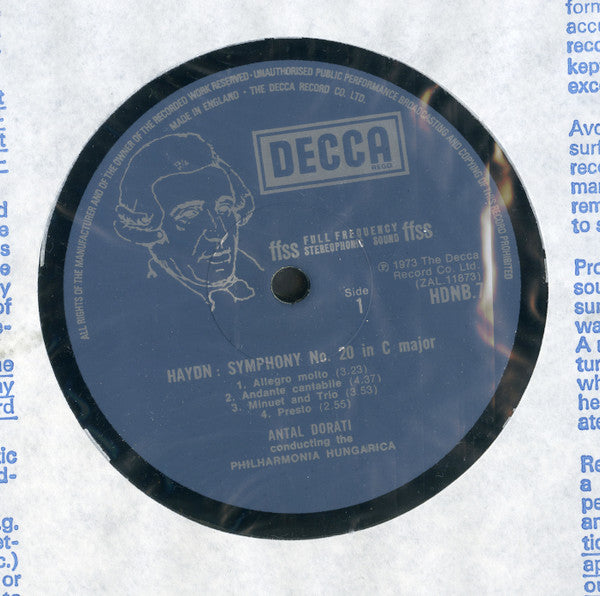 ALL RIGHTS OF THE MANUFACTURER AND OF THE OWNER OF THE RECORDED WORK RESERVED · UNAUTHORISED PUBLIC PERFORMANCE BROADCASTING AND COPYING OF THIS RECORD PROHIBITED
MADE IN ENGLAND · THE DECCA RECORD CO. LTD.
DECCA
REGD.
ffss FULL FREQUENCY STEREOPHONIC SOUND ffss
℗ 1973 The Decca
Record Co. Ltd.
(ZAL.11873)
HDNB.7
Side
1
HAYDN : SYMPHONY No. 20 in C major
1. Allegro molto (3.23)
2. Andante cantabile (4.37)
3. Minuet and Trio (3.53)
4. Presto (2.55)
ANTAL DORATI
conducting the
PHILHARMONIA HUNGARICA